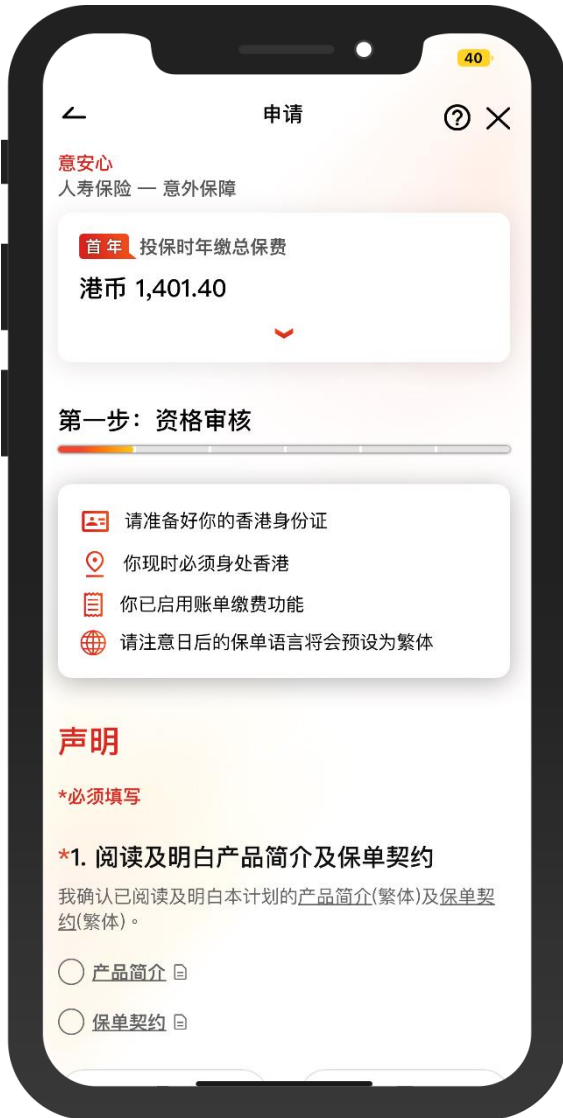 40
申请
意安心
人寿保险 — 意外保障
首年 投保时年缴总保费
港币 1,401.40
第一步：资格审核
请准备好你的香港身份证
你现时必须身处香港
你已启用账单缴费功能
请注意日后的保单语言将会预设为繁体
声明
*必须填写
*1. 阅读及明白产品简介及保单契约
我确认已阅读及明白本计划的产品简介(繁体)及保单契
约(繁体)。
产品简介
保单契约